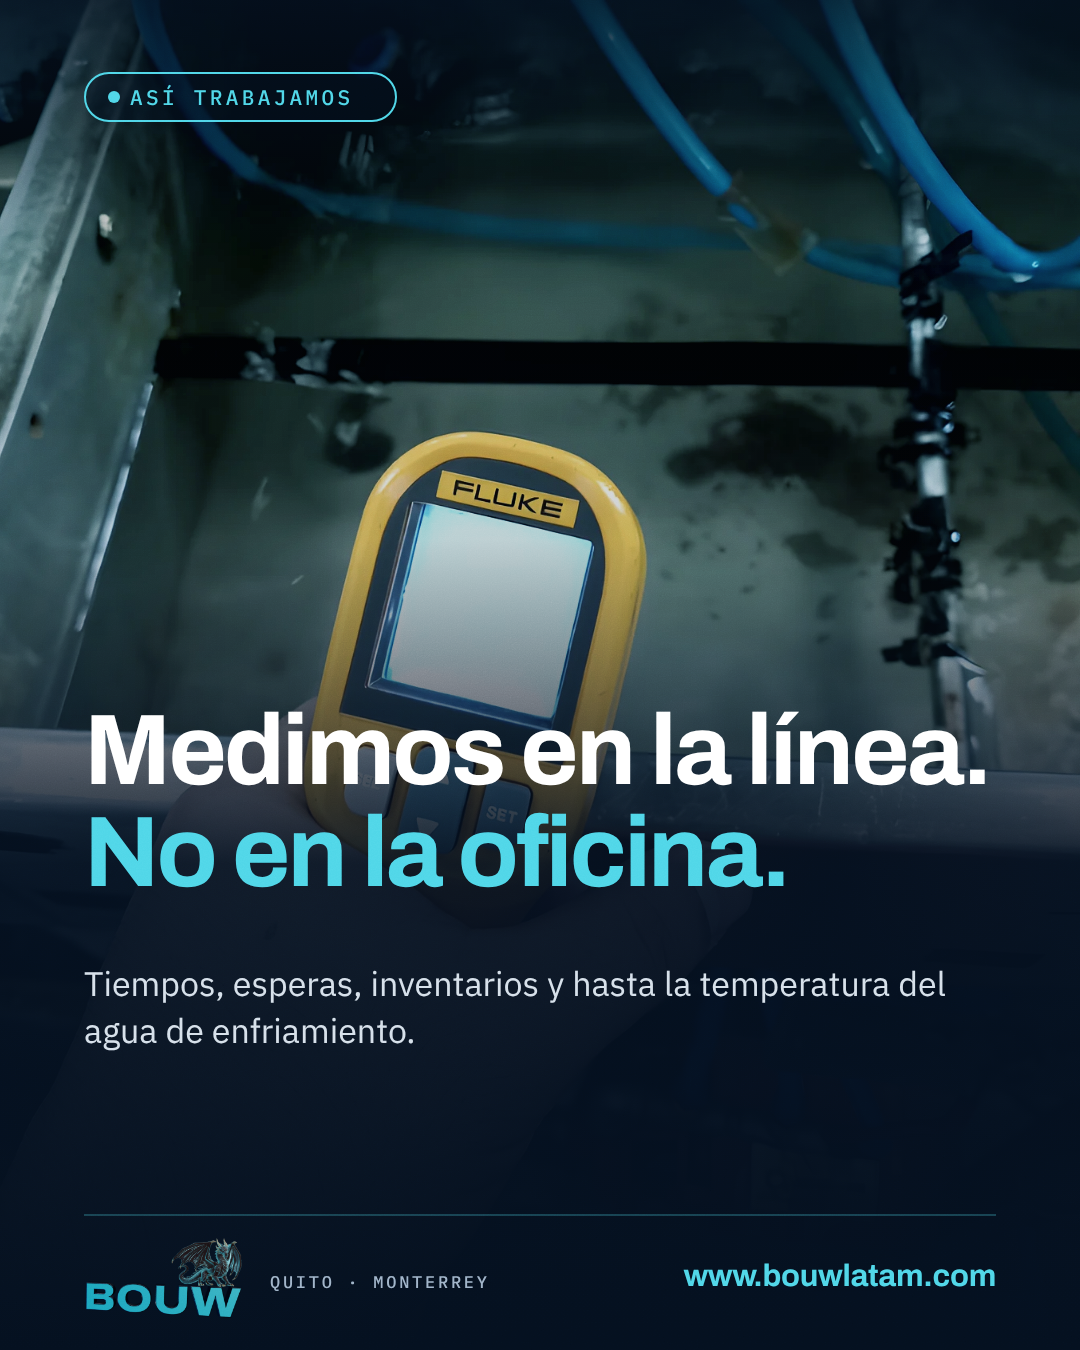 ASÍ TRABAJAMOS
FLUKE
Medimos en la línea.
SET
No en la oficina.
Tiempos, esperas, inventarios y hasta la temperatura del
agua de enfriamiento.
BOUW
QUITO · MONTERREY
www.bouwlatam.com